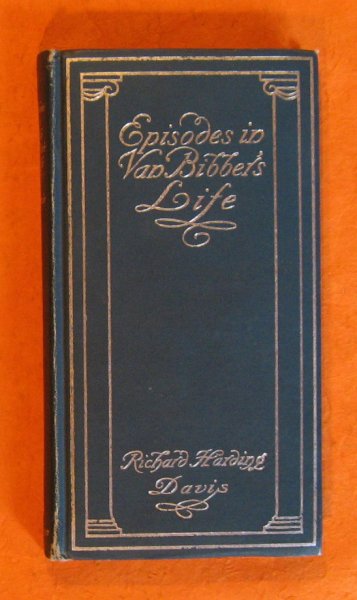 Episodes in
Van Bibber's
Life
Richard Harding
Davis